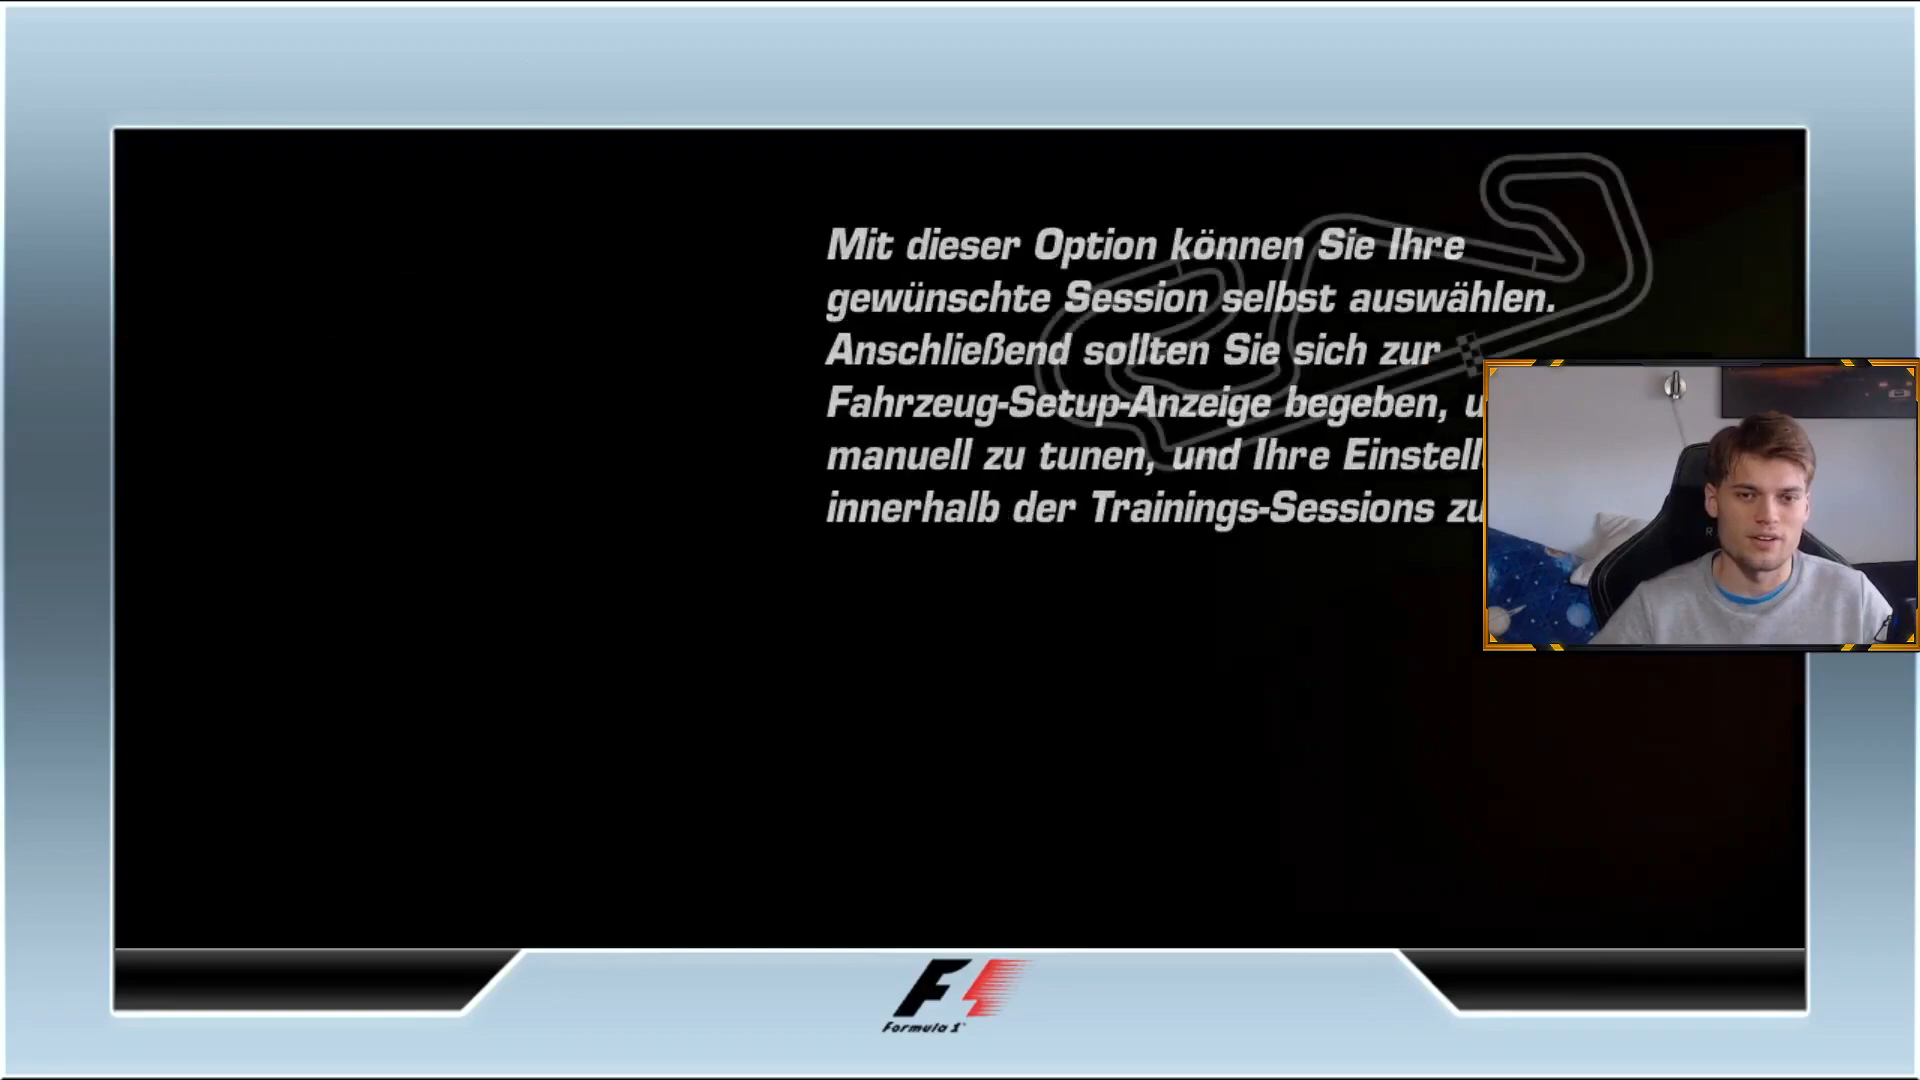 Mit dieser Option können Sie Ihre
gewünschte Session selbst auswählen.
Anschließend sollten Sie sich zur
Fahrzeug-Setup-Anzeige begeben,
manuell zu tunen, und Ihre
innerhalb der Trainings-Sessions
F1
Formula 1